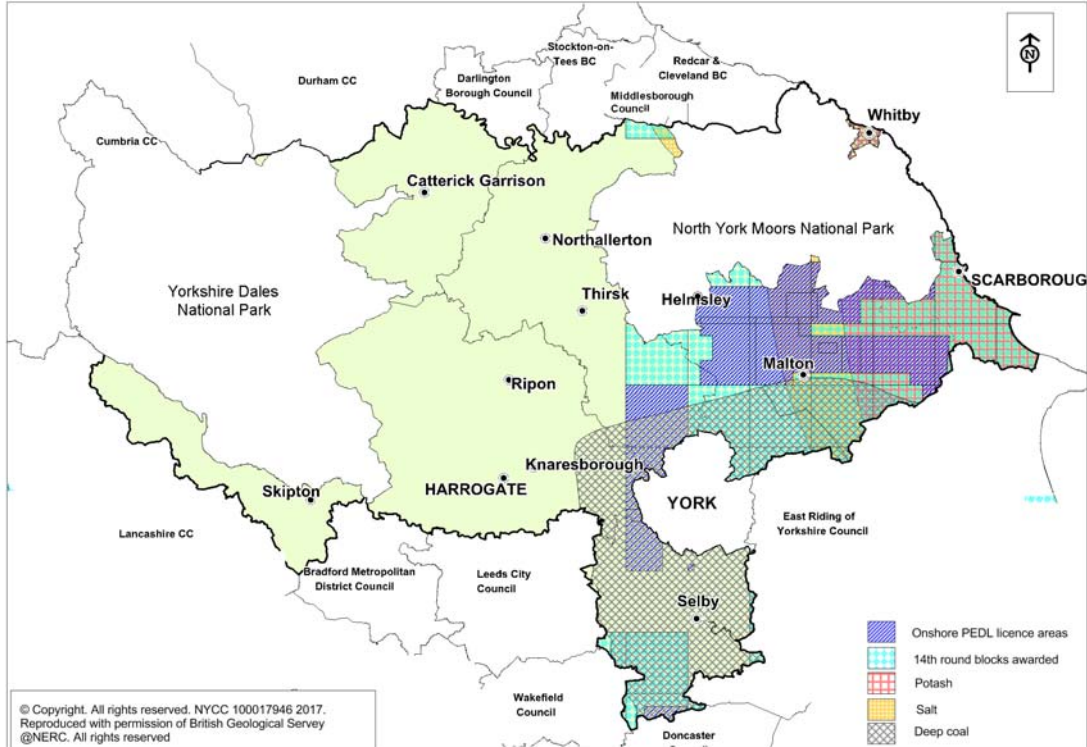 N
Stockton-on-
Tees BC
Redcar &
Cleveland BC
Durham CC
Darlington
Borough Council
Middlesborough
Council
Whitby
Cumbria CC
Catterick Garrison
North York Moors National Park
Northallerton
SCARBOROUG
Yorkshire Dales
National Park
Thirsk
Helmsley
Malton
Ripon
Knaresborough
HARROGATE
YORK
Skipton
East Riding of
Yorkshire Council
Lancashire CC
Bradford Metropolitan
District Council
Leeds City
Council
Selby
Onshore PEDL licence areas
14th round blocks awarded
Potash
Salt
Deep coal
Wakefield
Council
Doncaster
© Copyright. All rights reserved. NYCC 100017946 2017.
Reproduced with permission of British Geological Survey
@NERC. All rights reserved